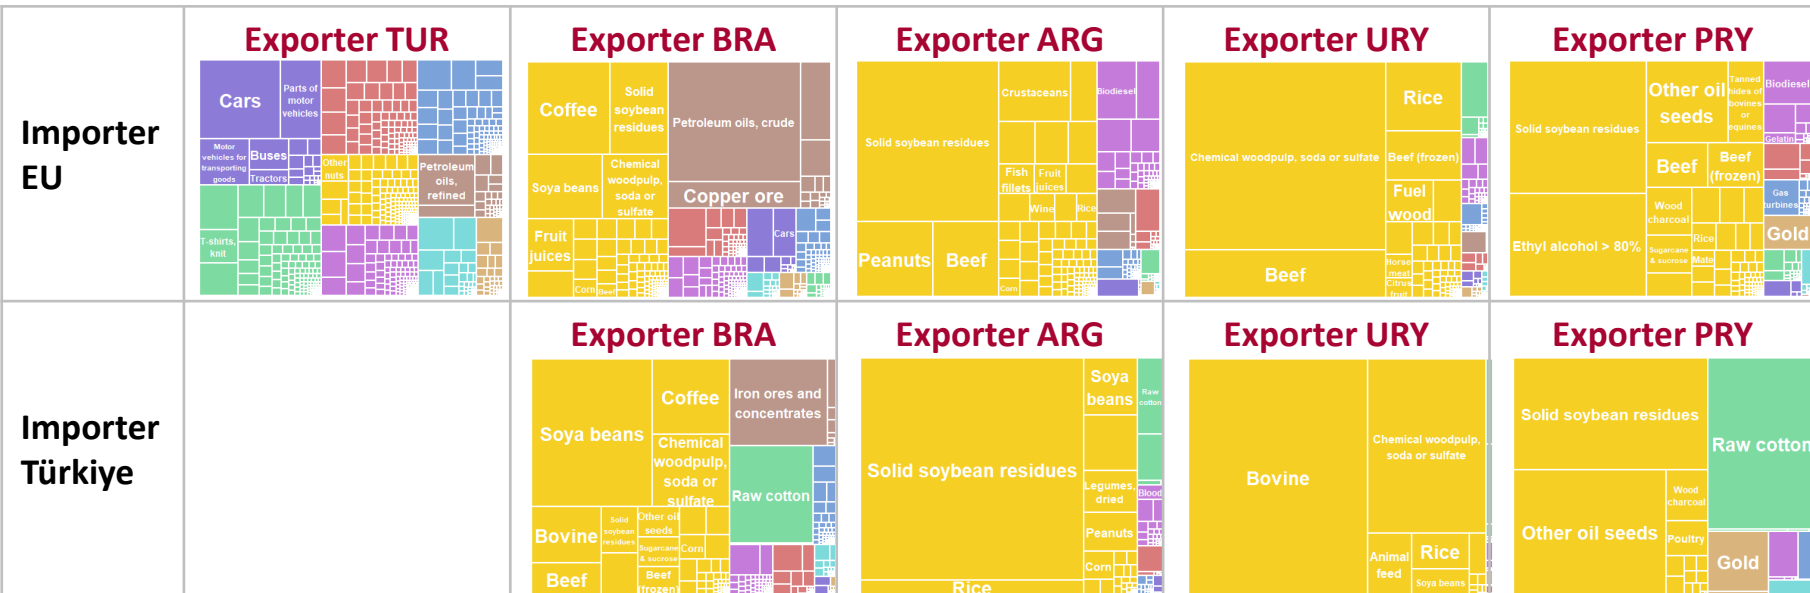 Exporter TUR
Exporter BRA
Exporter ARG
Exporter URY
Exporter PRY
Importer
EU
Cars
Parts of
motor
vehicles
Motor
vehicles for
transporting
goods
Buses
Tractors
Other
nuts
Petroleum
oils,
refined
T-shirts,
knit
Coffee
Solid
soybean
residues
Petroleum oils, crude
Soya beans
Chemical
woodpulp,
soda or
sulfate
Copper ore
Fruit
juices
Corn
Beef
Cars
Solid soybean residues
Crustaceans
Biodiesel
Fish
fillets
Fruit
juices
Wine
Rice
Peanuts
Beef
Corn
Chemical woodpulp, soda or sulfate
Rice
Beef (frozen)
Fuel
wood
Beef
Horse
meat
Citrus
fruit
Solid soybean residues
Other oil
seeds
Tanned
hides of
bovines
or
equines
Biodiesel
Gelatin
Beef
Beef
(frozen)
Gas
turbines
Wood
charcoal
Rice
Gold
Ethyl alcohol > 80%
Sugarcane
& sucrose
Mate
Exporter BRA
Exporter ARG
Exporter URY
Exporter PRY
Importer
Türkiye
Soya beans
Coffee
Iron ores and
concentrates
Chemical
woodpulp,
soda or
sulfate
Raw cotton
Bovine
Solid
soybean
residues
Other oil
seeds
Sugarcane
& sucrose
Corn
Beef
Beef
(frozen)
Solid soybean residues
Soya
beans
Raw
cotton
Legumes,
dried
Blood
Peanuts
Corn
Rice
Bovine
Chemical woodpulp,
soda or sulfate
Animal
feed
Rice
Soya beans
Solid soybean residues
Raw cotton
Other oil seeds
Wood
charcoal
Poultry
Gold